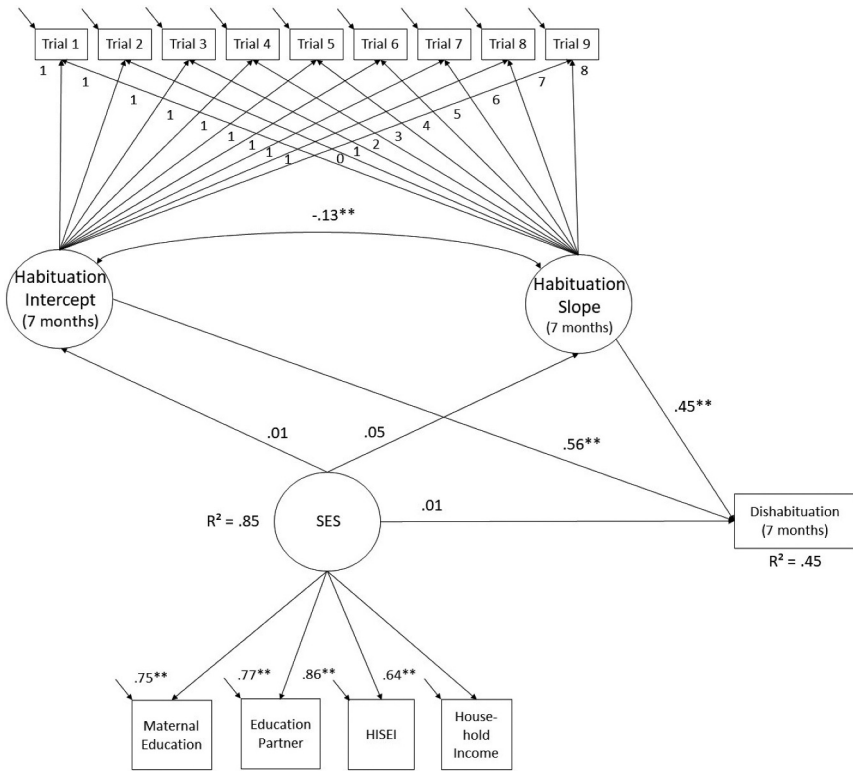 Trial 1 Trial 2 Trial 3 Trial 4 Trial 5 Trial 6 Trial 7 Trial 8 Trial 9
1 1 1 1 1 1 1 1 1 0 1 2 3 4 5 6 7 8
-.13**
Habituation
Intercept
(7 months)
Habituation
Slope
(7 months)
.01
.05
.56**
.45**
R² = .85
SES
.01
Dishabituation
(7 months)
R² = .45
.75** .77** .86** .64**
Maternal
Education
Education
Partner
HISEI
House-
hold
Income